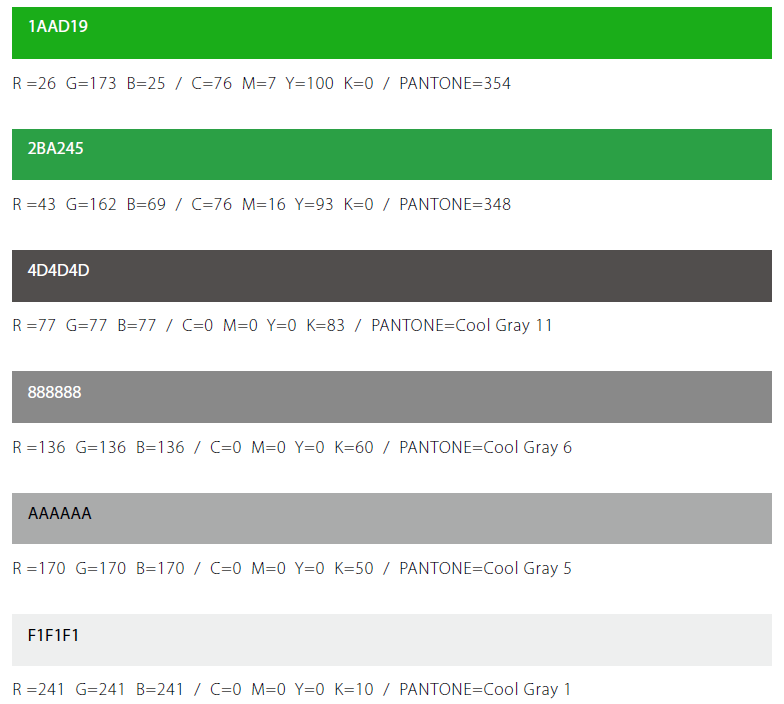 1AAD19
R =26 G=173 B=25 / C=76 M=7 Y=100 K=0 / PANTONE=354
2BA245
R =43 G=162 B=69 / C=76 M=16 Y=93 K=0 / PANTONE=348
4D4D4D
R =77 G=77 B=77 / C=0 M=0 Y=0 K=83 / PANTONE=Cool Gray 11
888888
R =136 G=136 B=136 / C=0 M=0 Y=0 K=60 / PANTONE=Cool Gray 6
AAAAAA
R =170 G=170 B=170 / C=0 M=0 Y=0 K=50 / PANTONE=Cool Gray 5
F1F1F1
R =241 G=241 B=241 / C=0 M=0 Y=0 K=10 / PANTONE=Cool Gray 1